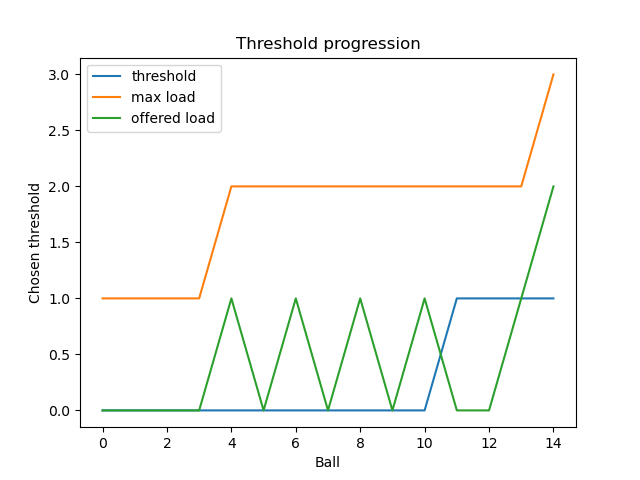 Threshold progression
threshold
max load
offered load
Chosen threshold
3.0
2.5
2.0
1.5
1.0
0.5
0.0
0 2 4 6 8 10 12 14
Ball